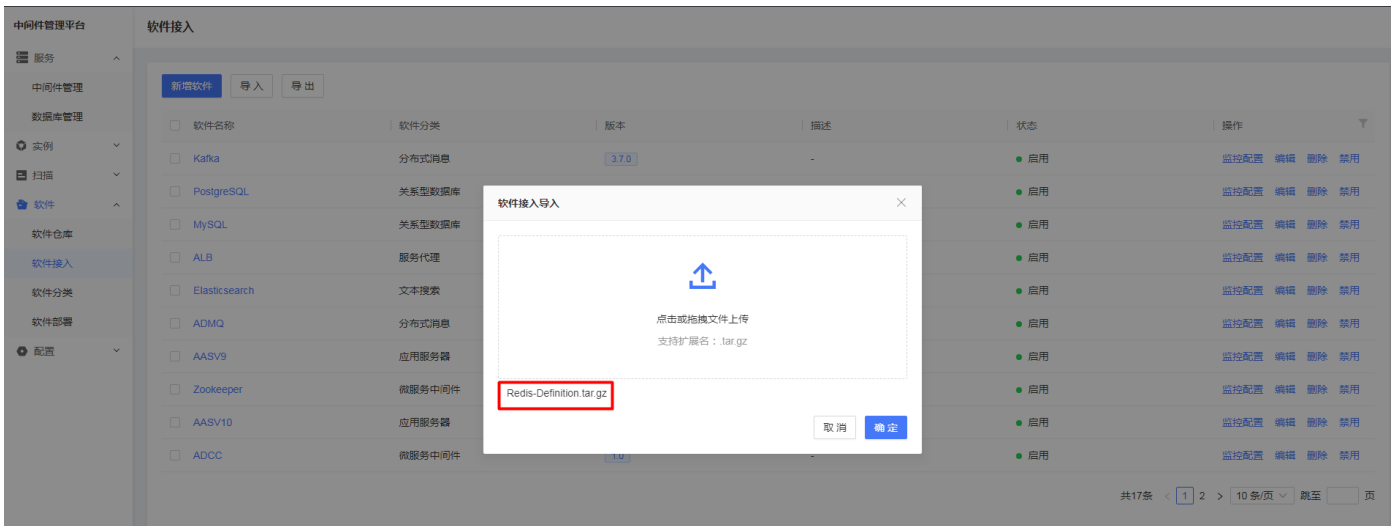 中间件管理平台
软件接入
服务
中间件管理
数据库管理
实例
扫描
软件
软件仓库
软件接入
软件分类
软件部署
配置
新增软件 导入 导出
软件名称 软件分类 版本 描述 状态 操作
Kafka 分布式消息 3.7.0 - 启用 监控配置 编辑 删除 禁用
PostgreSQL 关系型数据库 启用 监控配置 编辑 删除 禁用
MySQL 关系型数据库 启用 监控配置 编辑 删除 禁用
ALB 服务代理 启用 监控配置 编辑 删除 禁用
Elasticsearch 文本搜索 启用 监控配置 编辑 删除 禁用
ADMQ 分布式消息 启用 监控配置 编辑 删除 禁用
AASV9 应用服务器 启用 监控配置 编辑 删除 禁用
Zookeeper 微服务中间件 启用 监控配置 编辑 删除 禁用
AASV10 应用服务器 启用 监控配置 编辑 删除 禁用
ADCC 微服务中间件 1.0 - 启用 监控配置 编辑 删除 禁用
共17条 < 1 2 > 10 条/页 跳至 页
软件接入导入
点击或拖拽文件上传
支持扩展名：.tar.gz
Redis-Definition.tar.gz
取消 确定